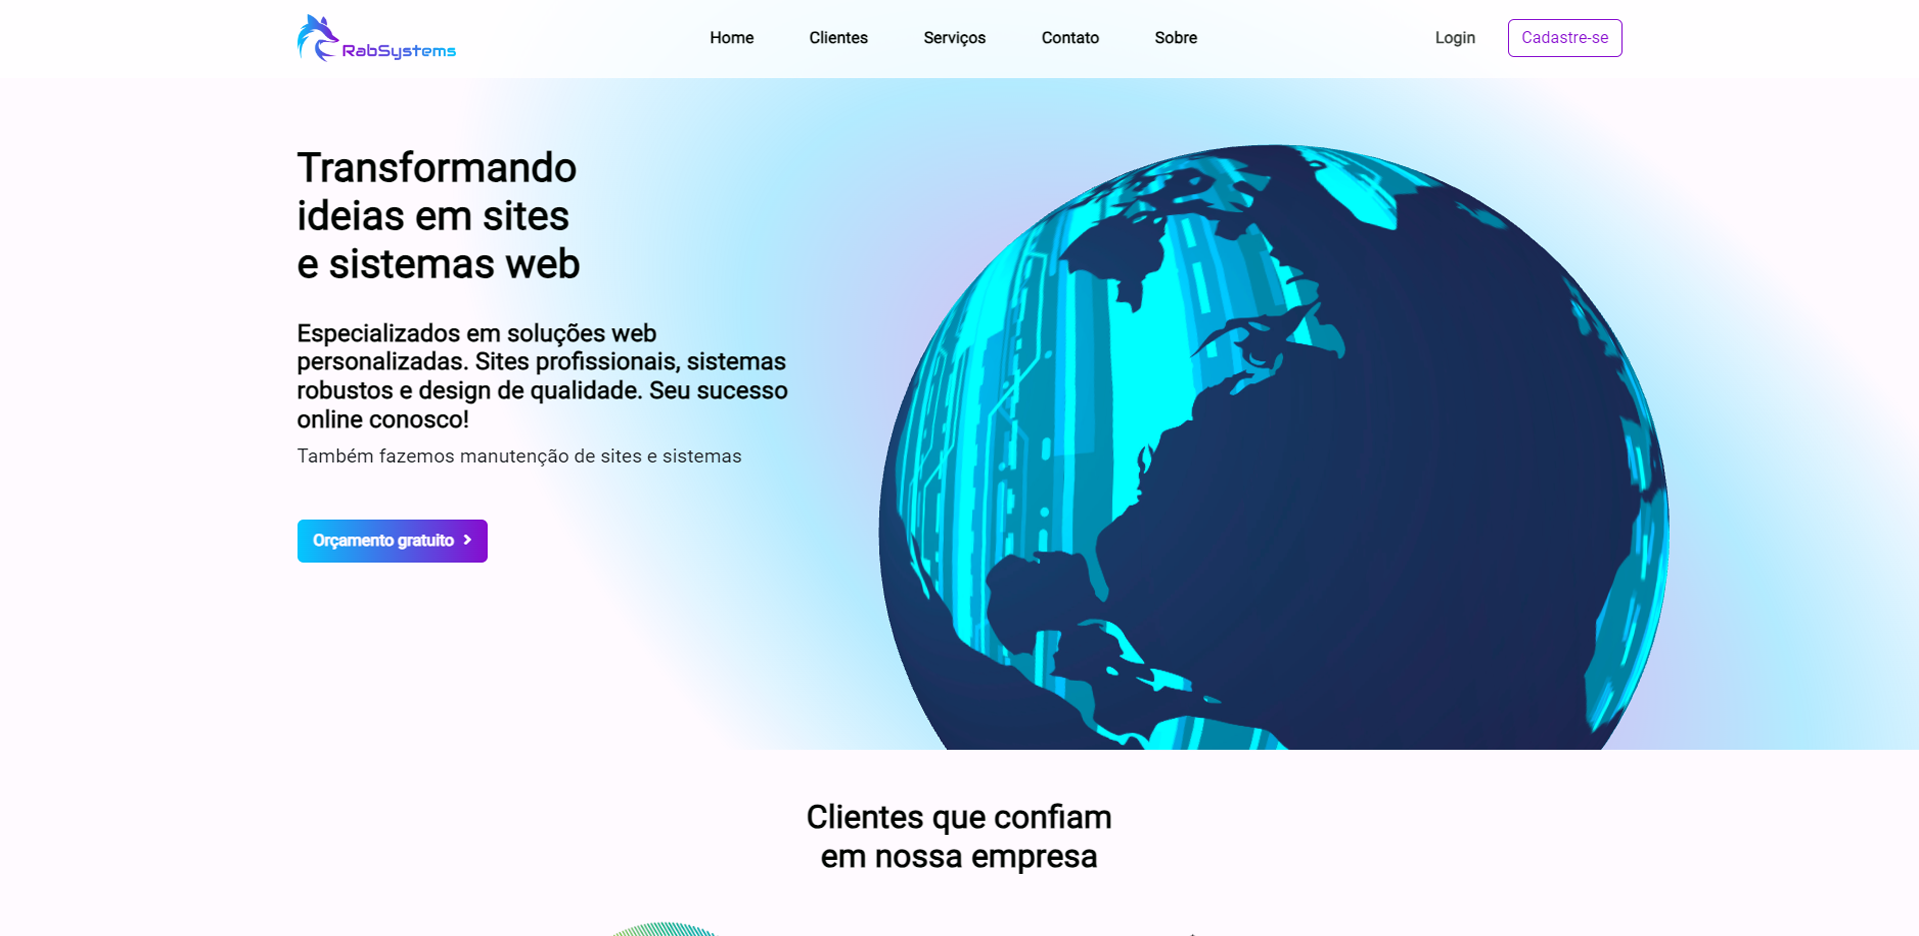 RabSystems
Home
Clientes
Serviços
Contato
Sobre
Login
Cadastre-se
Transformando
ideias em sites
e sistemas web
Especializados em soluções web
personalizadas. Sites profissionais, sistemas
robustos e design de qualidade. Seu sucesso
online conosco!
Também fazemos manutenção de sites e sistemas
Orçamento gratuito
Clientes que confiam
em nossa empresa